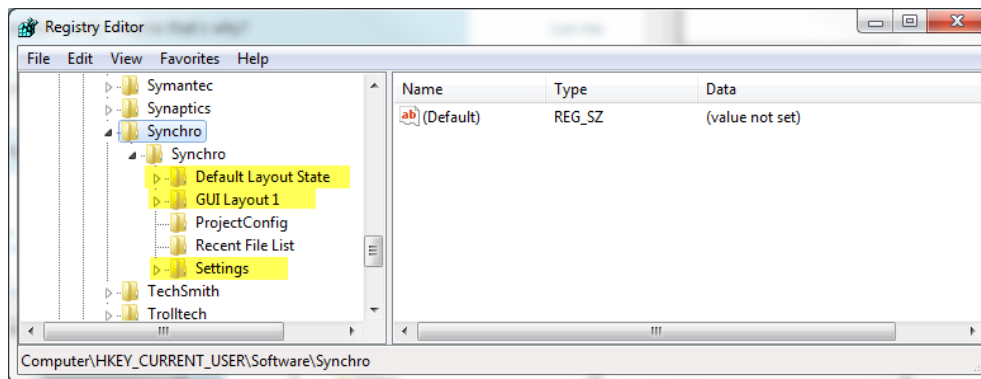 Registry Editor
File Edit View Favorites Help
Symantec
Synaptics
Synchro
Synchro
Default Layout State
GUI Layout 1
ProjectConfig
Recent File List
Settings
TechSmith
Trolltech
Name Type Data
ab (Default) REG_SZ (value not set)
Computer\HKEY_CURRENT_USER\Software\Synchro